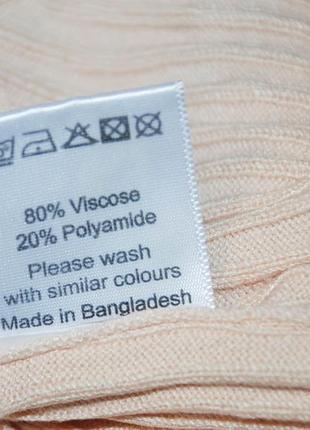 80% Viscose
20% Polyamide
Please wash
with similar colours
Made in Bangladesh